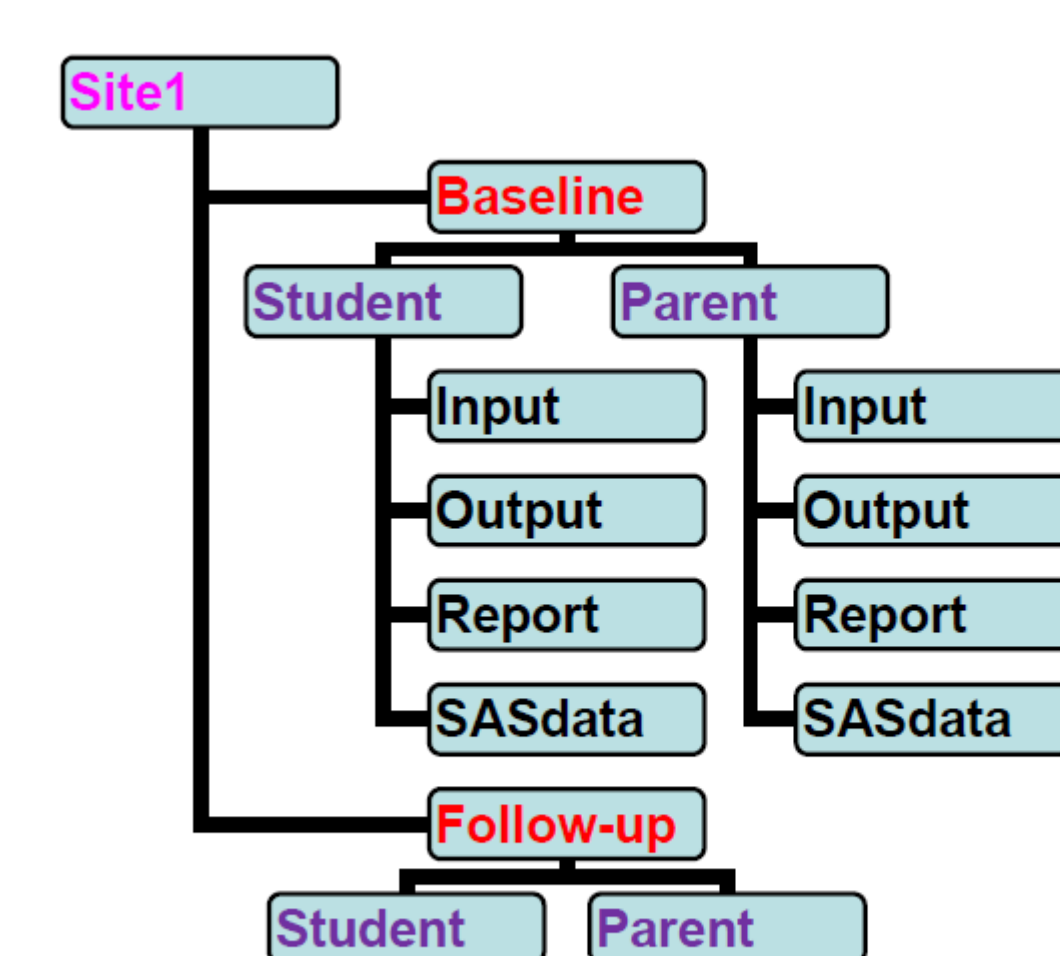 Site1
Baseline
Student Parent
Input Input
Output Output
Report Report
SASdata SASdata
Follow-up
Student Parent